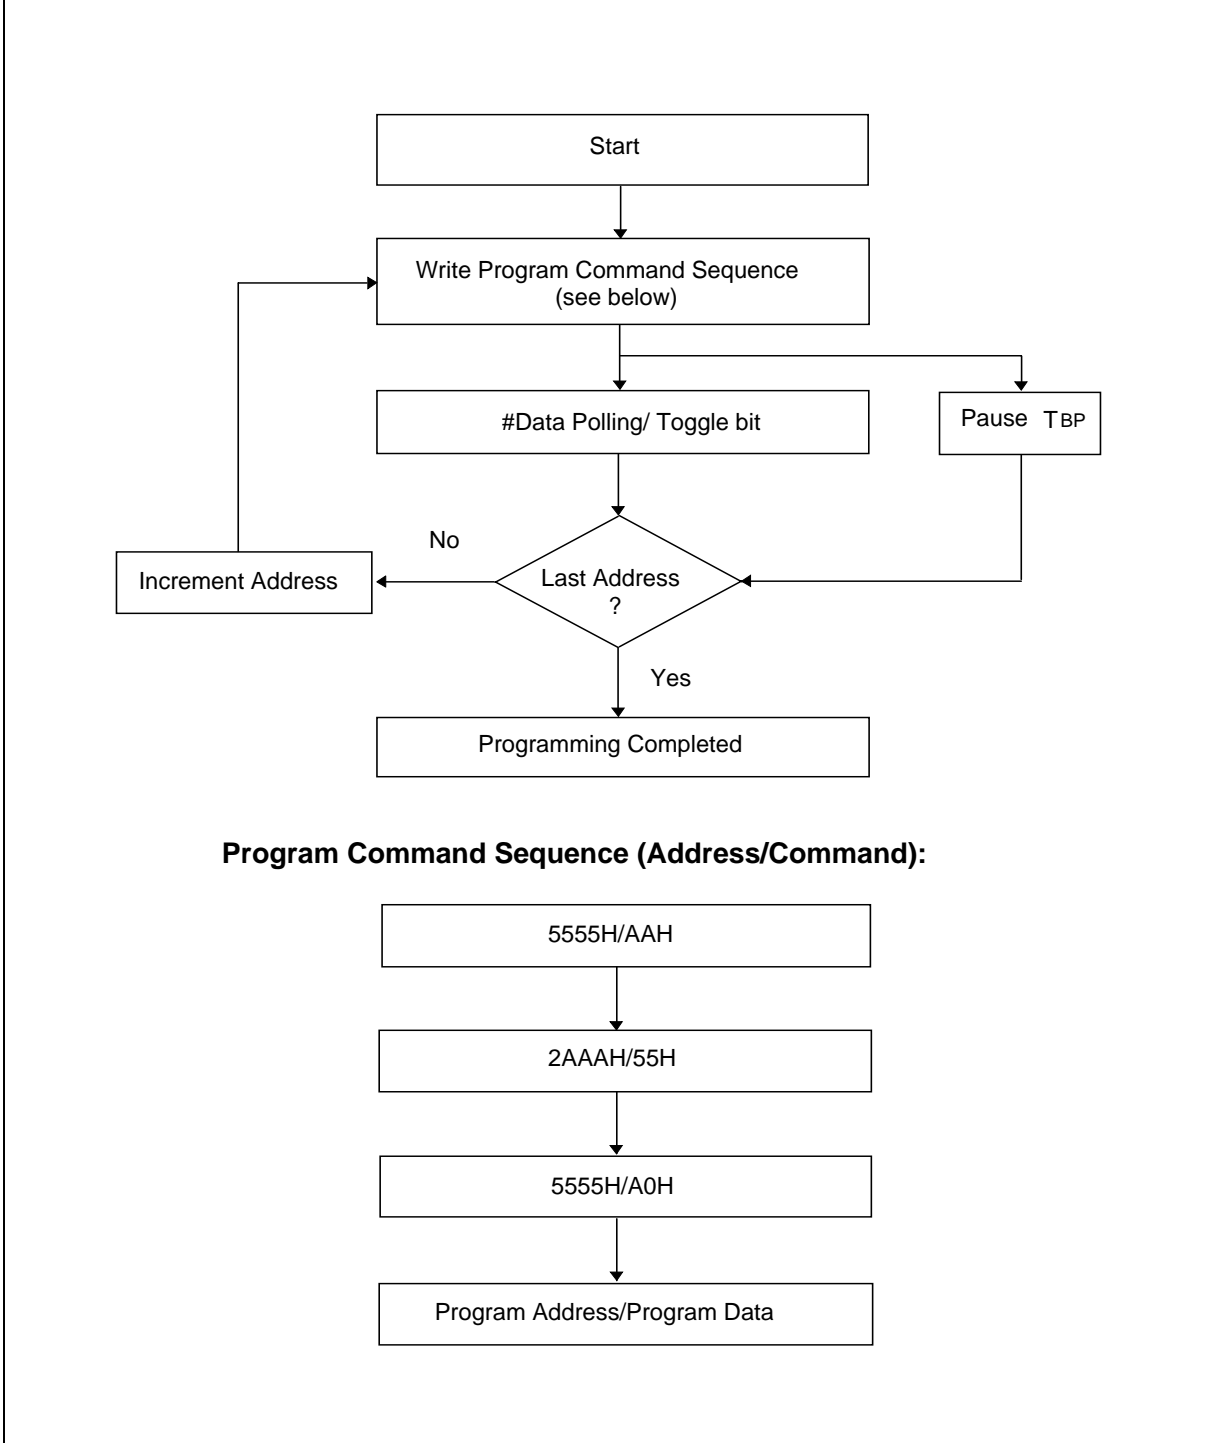 Start
Write Program Command Sequence
(see below)
#Data Polling/ Toggle bit
Pause TBP
No
Increment Address
Last Address
?
Yes
Programming Completed
Program Command Sequence (Address/Command):
5555H/AAH
2AAAH/55H
5555H/A0H
Program Address/Program Data